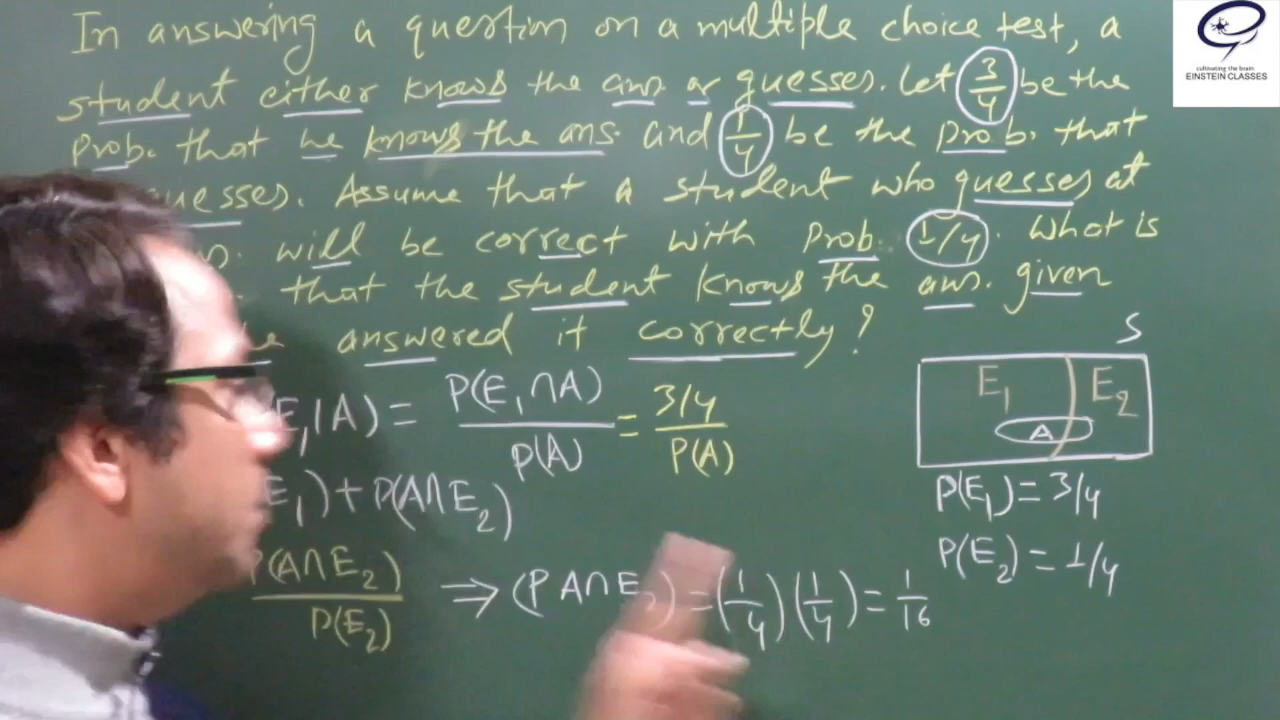 In answering a question on a multiple choice test, a
student either knows the ans. or guesses. Let 3/4 be the
prob. that he knows the ans. and 1/4 be the prob. that
guesses. Assume that a student who guesses at
will be correct with prob. 1/4. What is
that the student knows the ans. given
answered it correctly?
E₁|A) = P(E₁∩A)/P(A) = 3/4/P(A)
E₁) + P(A∩E₂)
P(A∩E₂)/P(E₂) ⇒ (P A∩E₂) = (1/4)(1/4) = 1/16
S
E₁ E₂
A
P(E₁) = 3/4
P(E₂) = 1/4
cultivating the brain
EINSTEIN CLASSES